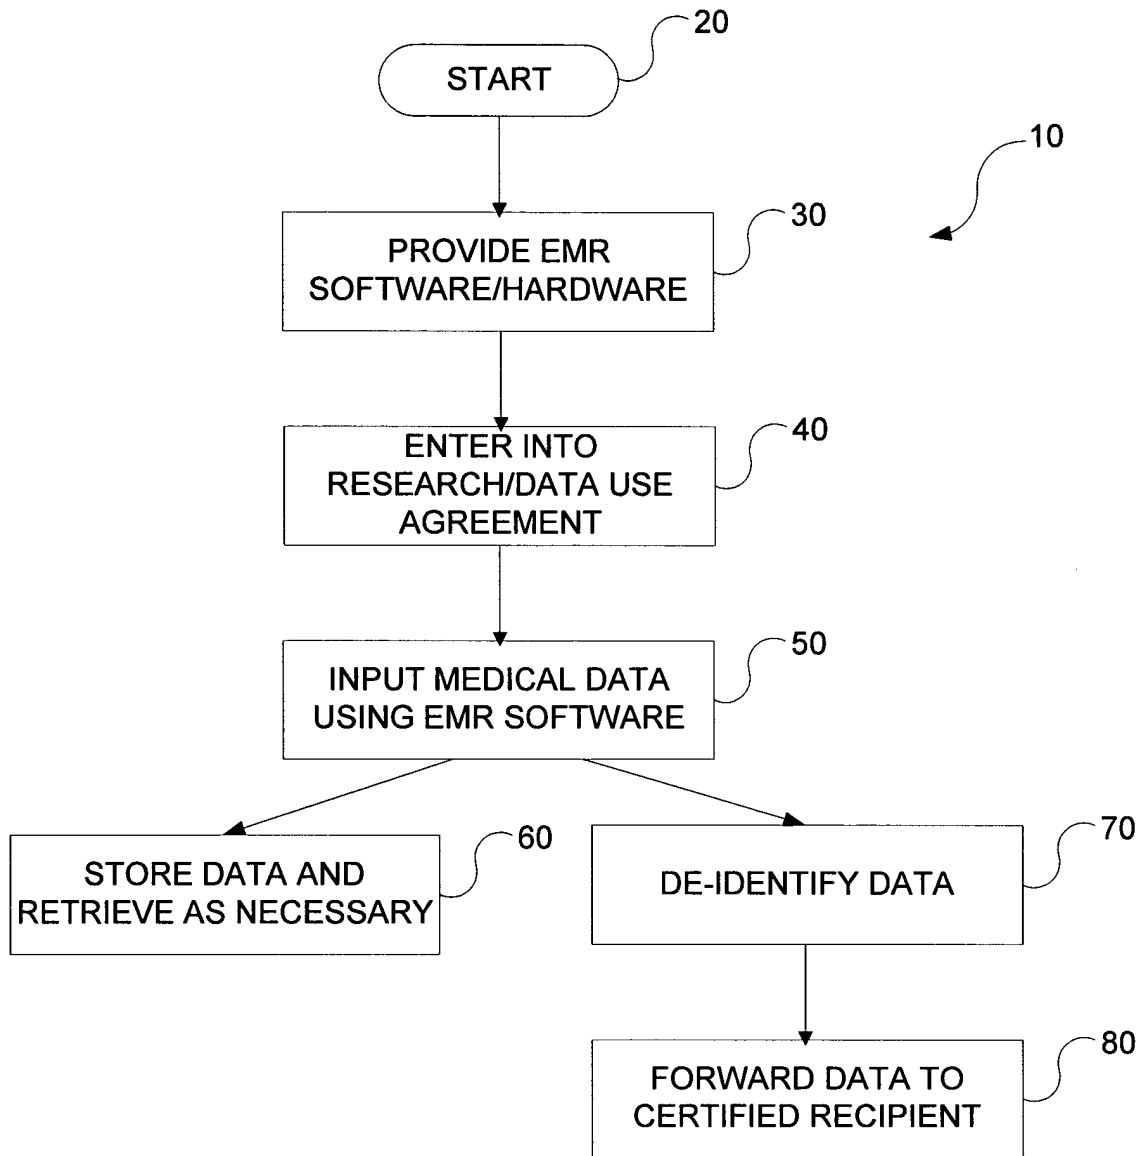 20
START
10
30
PROVIDE EMR
SOFTWARE/HARDWARE
40
ENTER INTO
RESEARCH/DATA USE
AGREEMENT
50
INPUT MEDICAL DATA
USING EMR SOFTWARE
60
STORE DATA AND
RETRIEVE AS NECESSARY
70
DE-IDENTIFY DATA
80
FORWARD DATA TO
CERTIFIED RECIPIENT